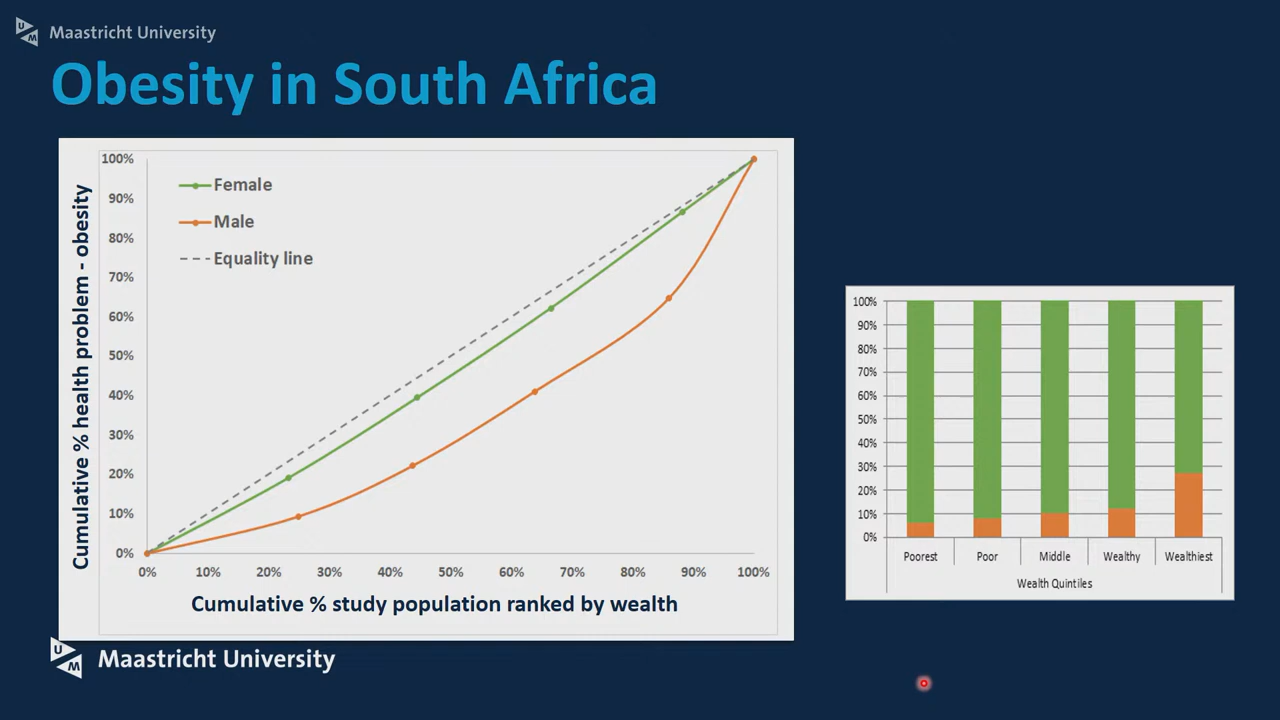 UM Maastricht University
Obesity in South Africa
Cumulative % health problem - obesity
100%
90%
80%
70%
60%
50%
40%
30%
20%
10%
0%
Female
Male
Equality line
0% 10% 20% 30% 40% 50% 60% 70% 80% 90% 100%
Cumulative % study population ranked by wealth
100%
90%
80%
70%
60%
50%
40%
30%
20%
10%
0%
Poorest Poor Middle Wealthy Wealthiest
Wealth Quintiles
UM Maastricht University